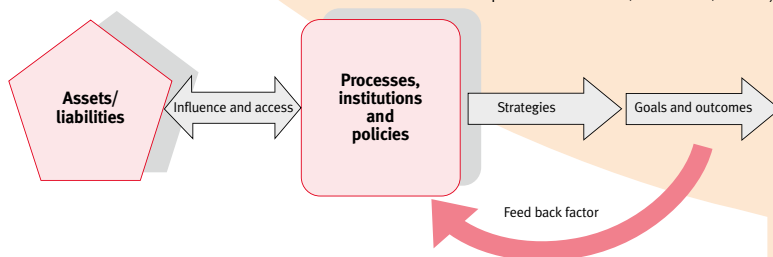 Assets/
liabilities
Influence and access
Processes,
institutions
and
policies
Strategies
Goals and outcomes
Feed back factor